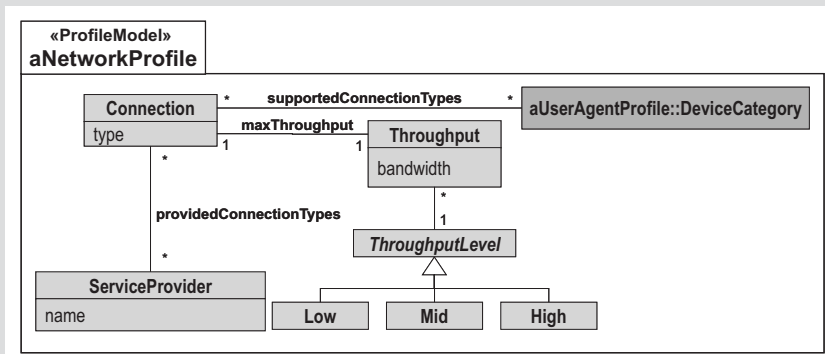 «ProfileModel»
aNetworkProfile
Connection
type
* supportedConnectionTypes *
aUserAgentProfile::DeviceCategory
maxThroughput
1 1
Throughput
bandwidth
*
providedConnectionTypes
*
*
1
ThroughputLevel
ServiceProvider
name
Low Mid High